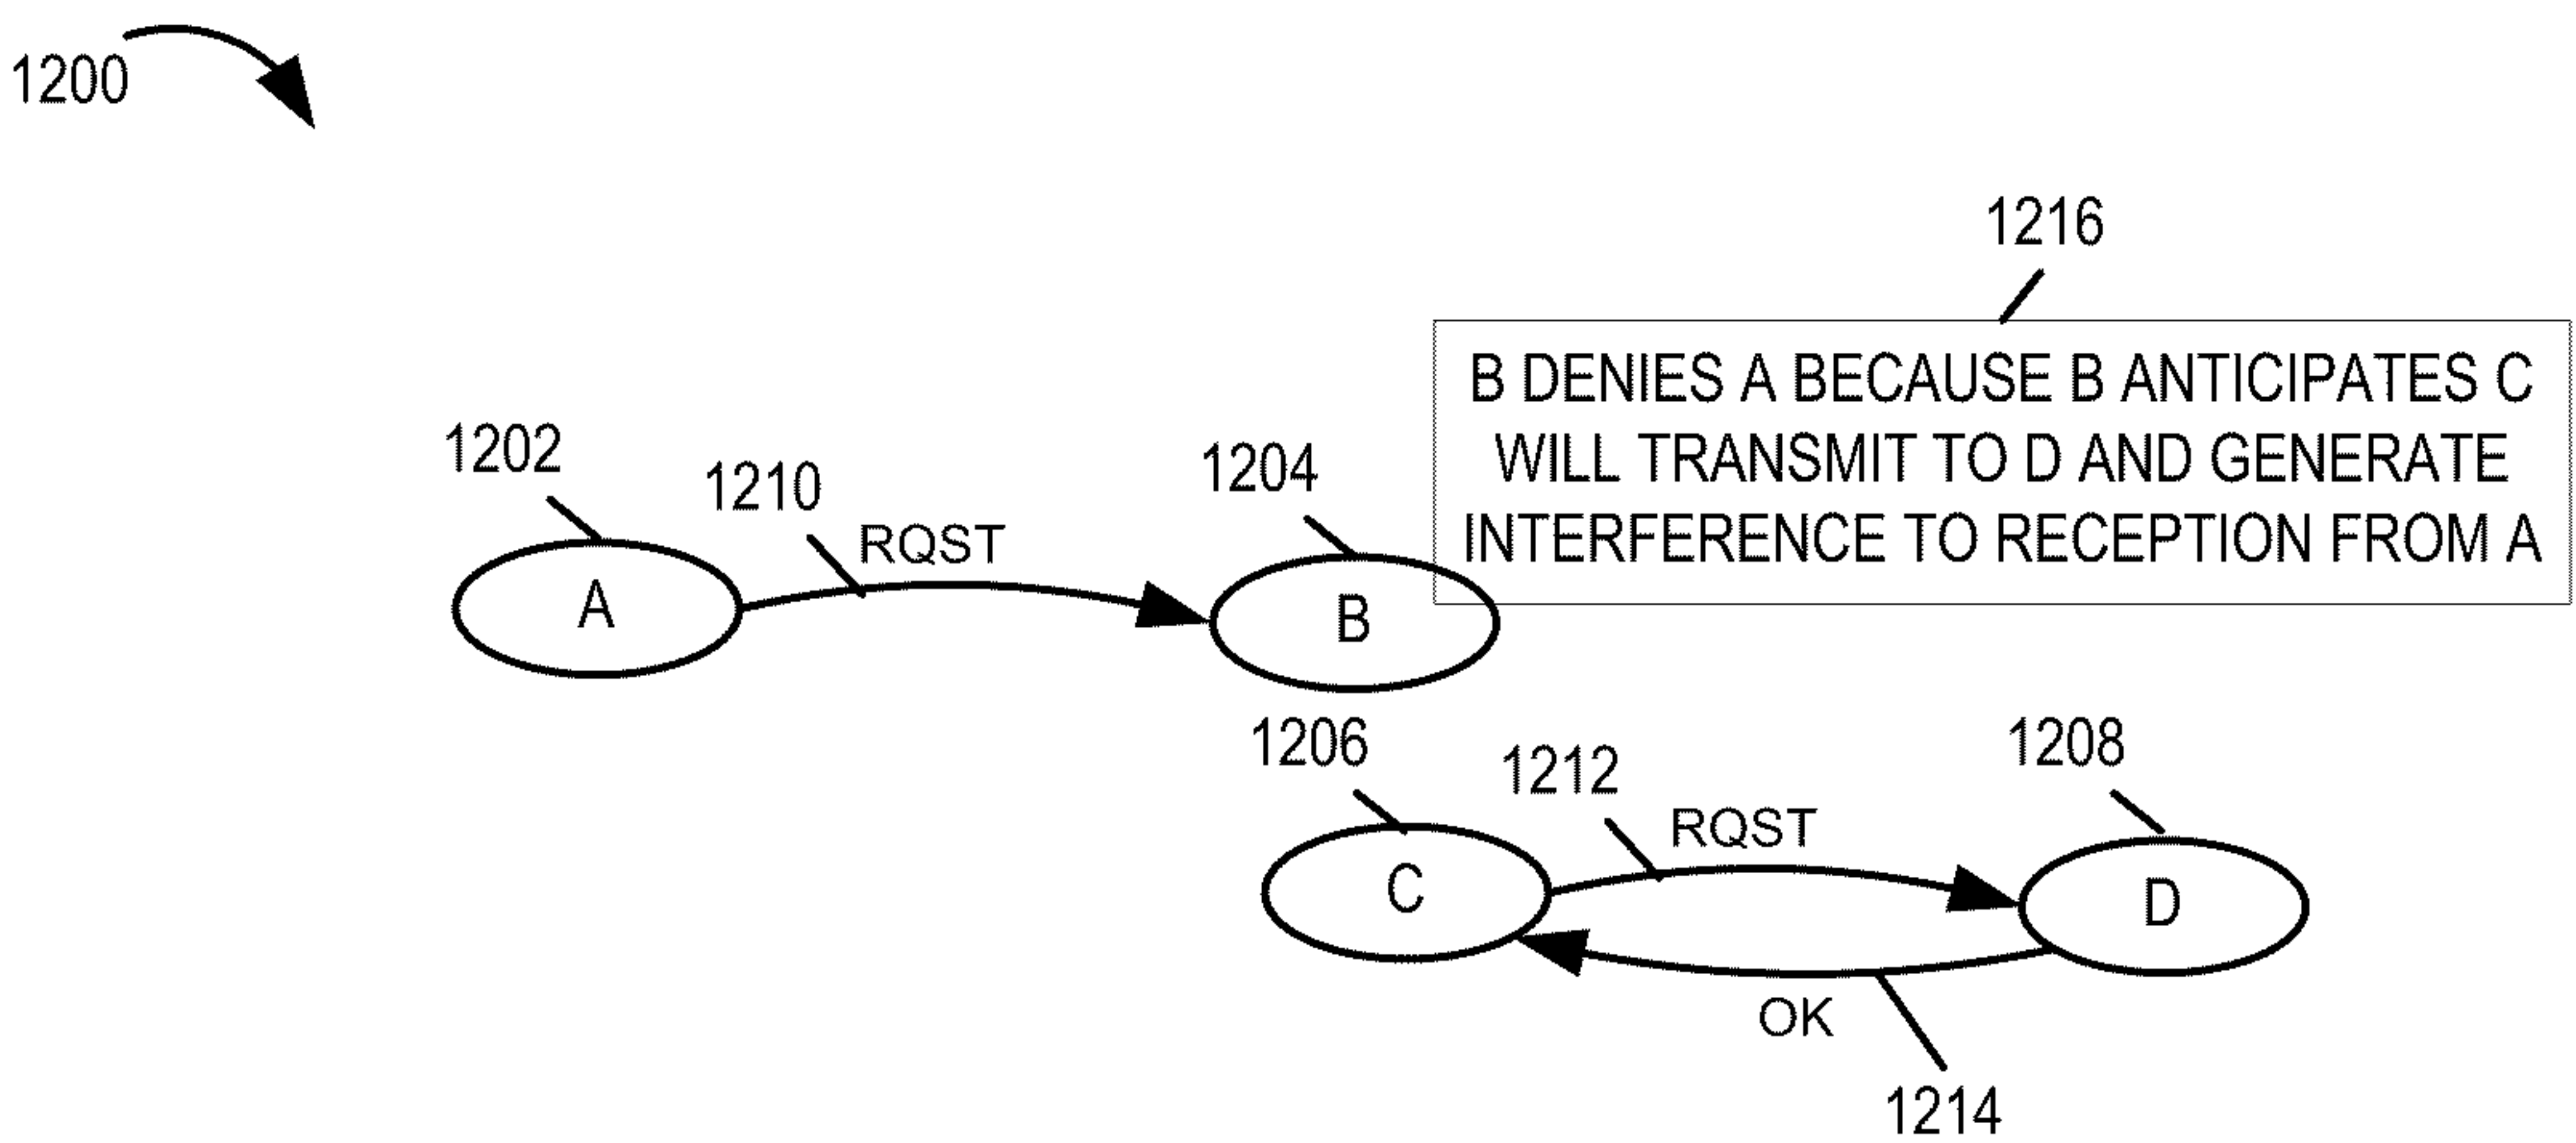 1200
1216
B DENIES A BECAUSE B ANTICIPATES C
WILL TRANSMIT TO D AND GENERATE
INTERFERENCE TO RECEPTION FROM A
1202
1210
RQST
1204
A
B
1206
1212
RQST
1208
C
D
OK
1214